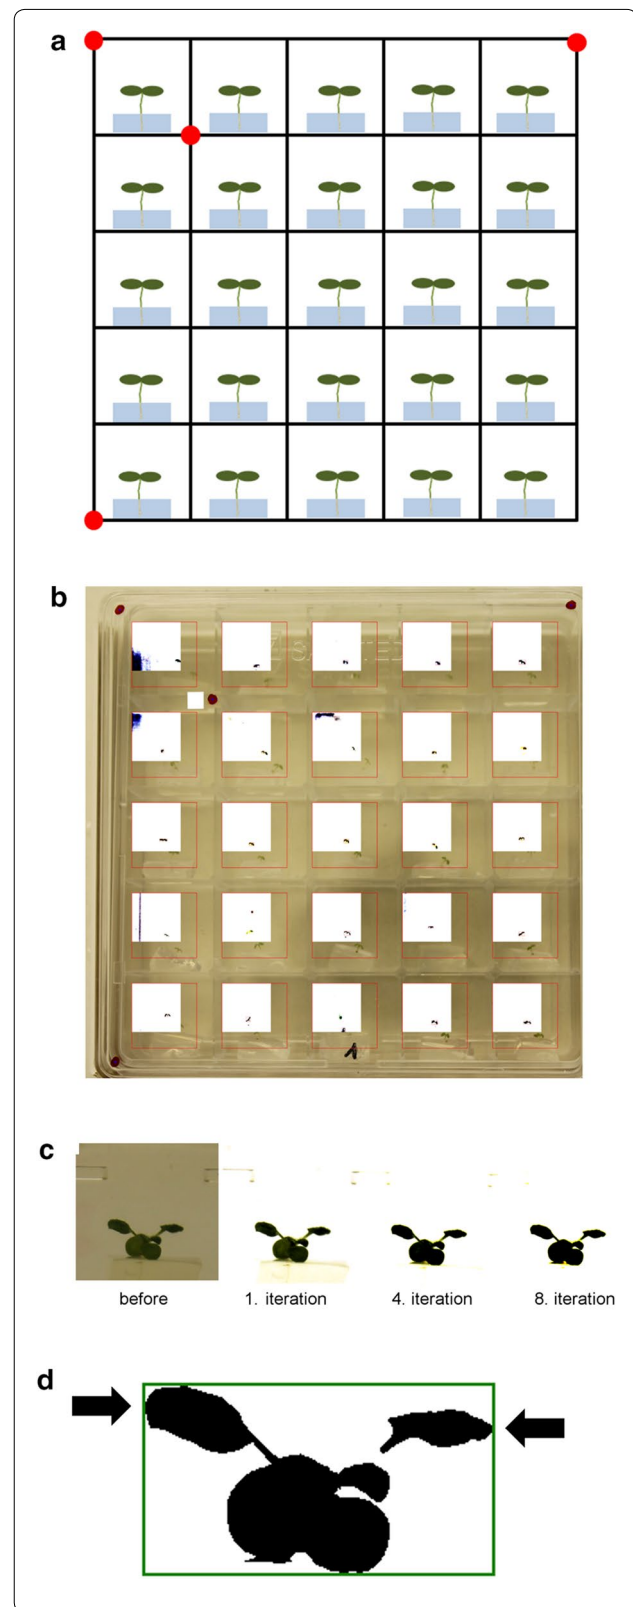 a
b
c
before
1. iteration
4. iteration
8. iteration
d